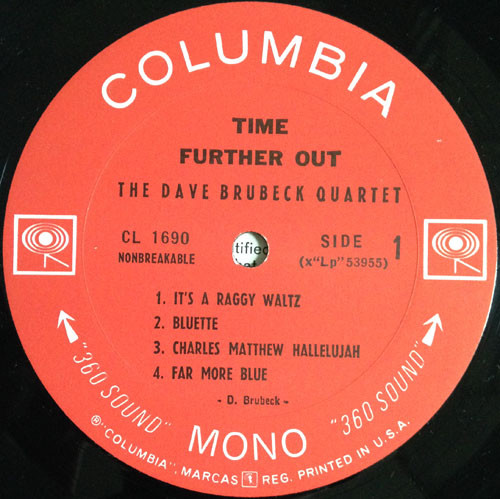 COLUMBIA
TIME
FURTHER OUT
THE DAVE BRUBECK QUARTET
CL 1690
NONBREAKABLE
tified
SIDE 1
(x"Lp" 53955)
1. IT'S A RAGGY WALTZ
2. BLUETTE
3. CHARLES MATTHEW HALLELUJAH
4. FAR MORE BLUE
- D. Brubeck -
"360 SOUND"
MONO
"360 SOUND"
® "COLUMBIA", MARCAS REG. PRINTED IN U.S.A.